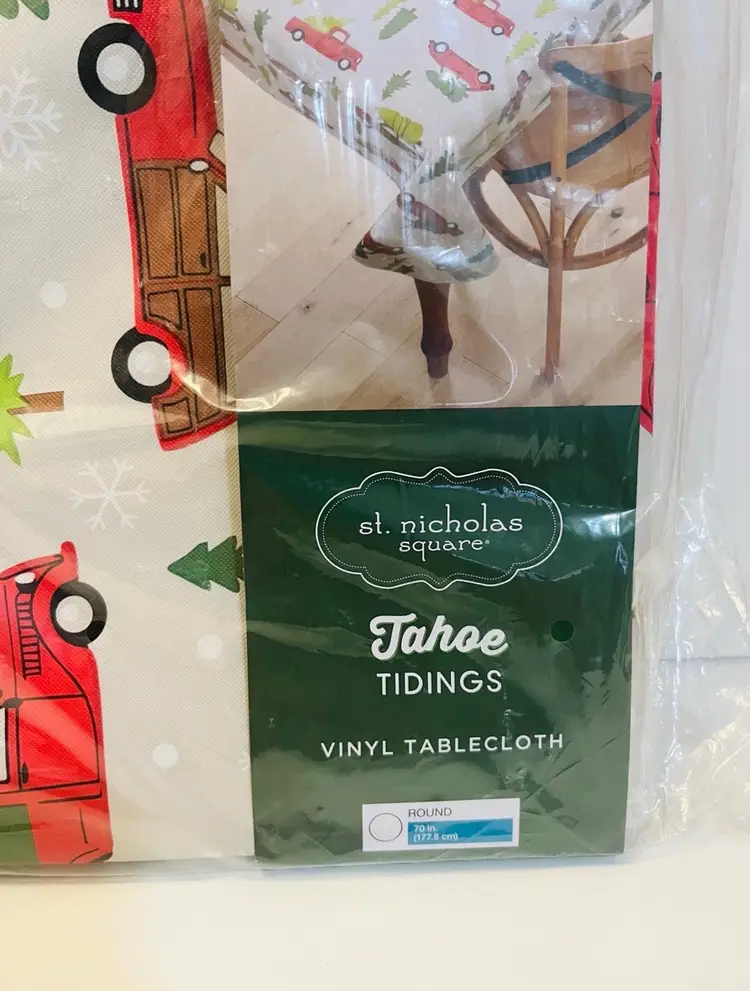 st. nicholas
square®
Tahoe
TIDINGS
VINYL TABLECLOTH
ROUND
70 in.
(177.8 cm)